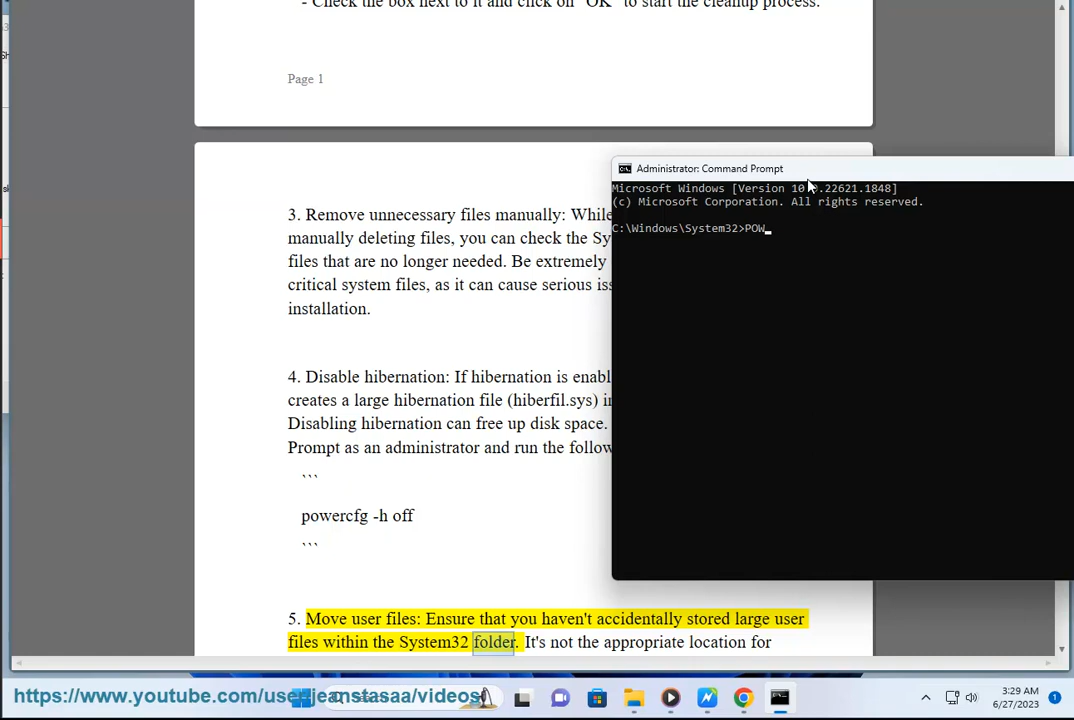 - Check the box next to it and click on "OK" to start the cleanup process.
Page 1
3. Remove unnecessary files manually: While
manually deleting files, you can check the Sy
files that are no longer needed. Be extremely
critical system files, as it can cause serious iss
installation.
4. Disable hibernation: If hibernation is enabl
creates a large hibernation file (hiberfil.sys) in
Disabling hibernation can free up disk space.
Prompt as an administrator and run the follow
```
powercfg -h off
```
5. Move user files: Ensure that you haven't accidentally stored large user
files within the System32 folder. It's not the appropriate location for
Administrator: Command Prompt
Microsoft Windows [Version 10.0.22621.1848]
(c) Microsoft Corporation. All rights reserved.
C:\Windows\System32>POW
3:29 AM
6/27/2023
1